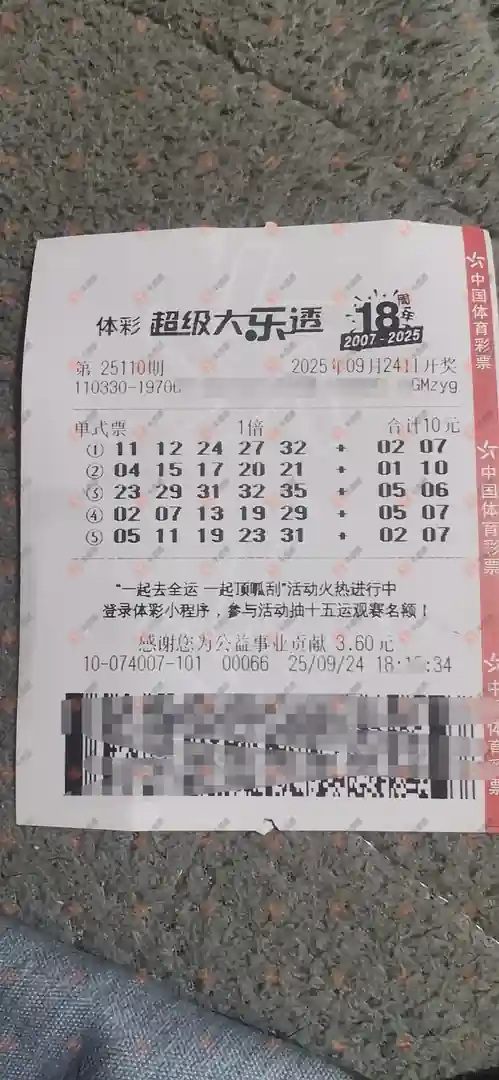 体彩 超级大乐透 18周年
2007-2025
第 25110期 2025年09月24日开奖
110330-1970 GMzyg
单式票 1倍 合计10元
① 11 12 24 27 32 + 02 07
② 04 15 17 20 21 + 01 10
③ 23 29 31 32 35 + 05 06
④ 02 07 13 19 29 + 05 07
⑤ 05 11 19 23 31 + 02 07
“一起去全运 一起顶呱刮”活动火热进行中
登录体彩小程序，参与活动抽十五运观赛名额！
感谢您为公益事业贡献 3.60元
10-074007-101 00066 25/09/24 18: :34
中国体育彩票
中国体育彩票
中 体育彩票